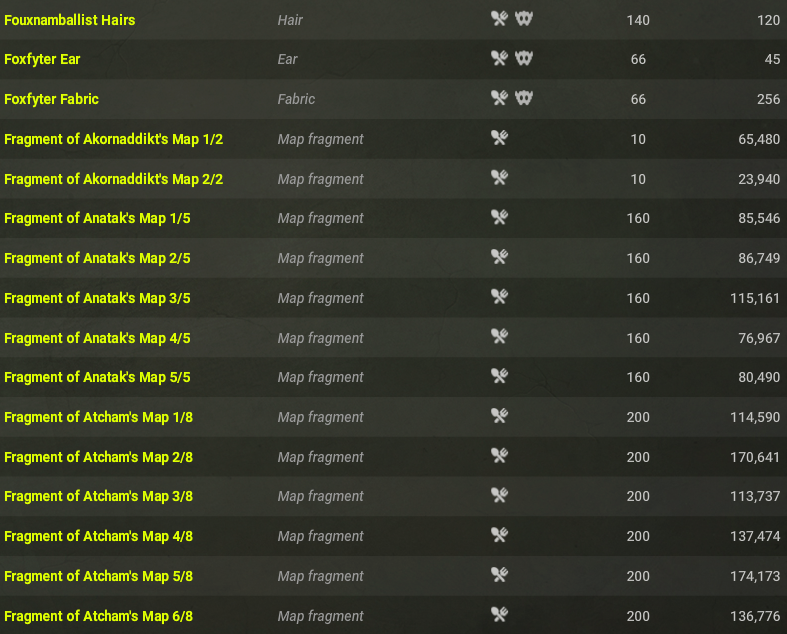 Fouxnamballist Hairs Hair 140 120
Foxfyter Ear Ear 66 45
Foxfyter Fabric Fabric 66 256
Fragment of Akornaddikt's Map 1/2 Map fragment 10 65,480
Fragment of Akornaddikt's Map 2/2 Map fragment 10 23,940
Fragment of Anatak's Map 1/5 Map fragment 160 85,546
Fragment of Anatak's Map 2/5 Map fragment 160 86,749
Fragment of Anatak's Map 3/5 Map fragment 160 115,161
Fragment of Anatak's Map 4/5 Map fragment 160 76,967
Fragment of Anatak's Map 5/5 Map fragment 160 80,490
Fragment of Atcham's Map 1/8 Map fragment 200 114,590
Fragment of Atcham's Map 2/8 Map fragment 200 170,641
Fragment of Atcham's Map 3/8 Map fragment 200 113,737
Fragment of Atcham's Map 4/8 Map fragment 200 137,474
Fragment of Atcham's Map 5/8 Map fragment 200 174,173
Fragment of Atcham's Map 6/8 Map fragment 200 136,776